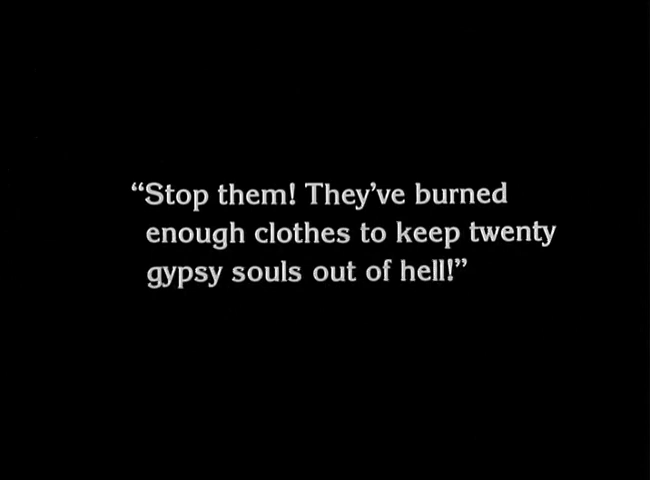 “Stop them! They’ve burned
enough clothes to keep twenty
gypsy souls out of hell!”